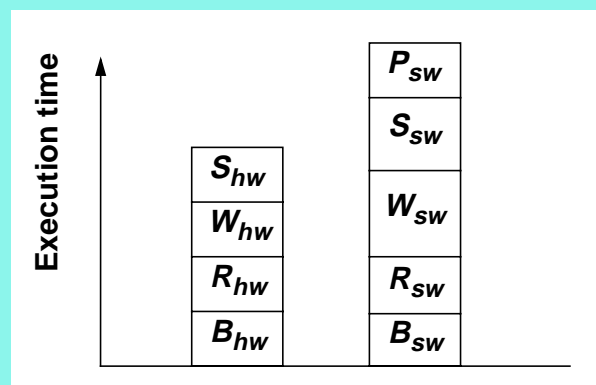 Execution time
S_hw
W_hw
R_hw
B_hw
P_sw
S_sw
W_sw
R_sw
B_sw